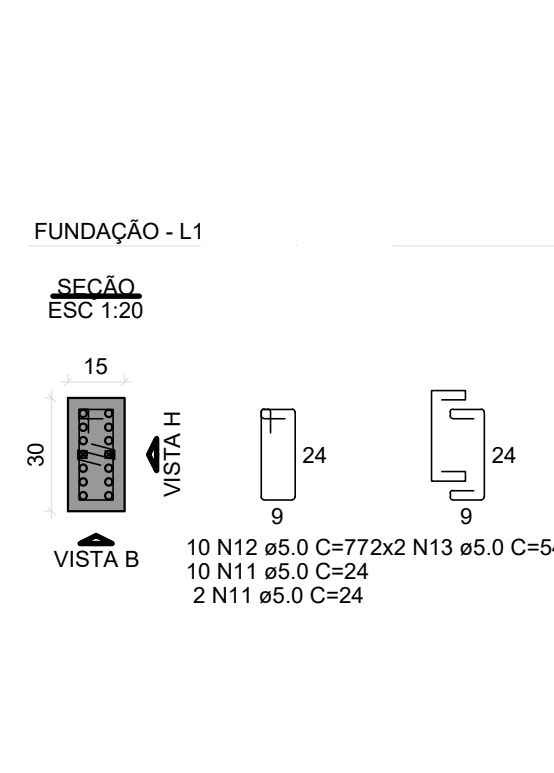 FUNDAÇÃO - L1
SEÇÃO
ESC 1:20
15
30
VISTA H
VISTA B
24
9
24
9
10 N12 ø5.0 C=772x2 N13 ø5.0 C=54
10 N11 ø5.0 C=24
2 N11 ø5.0 C=24